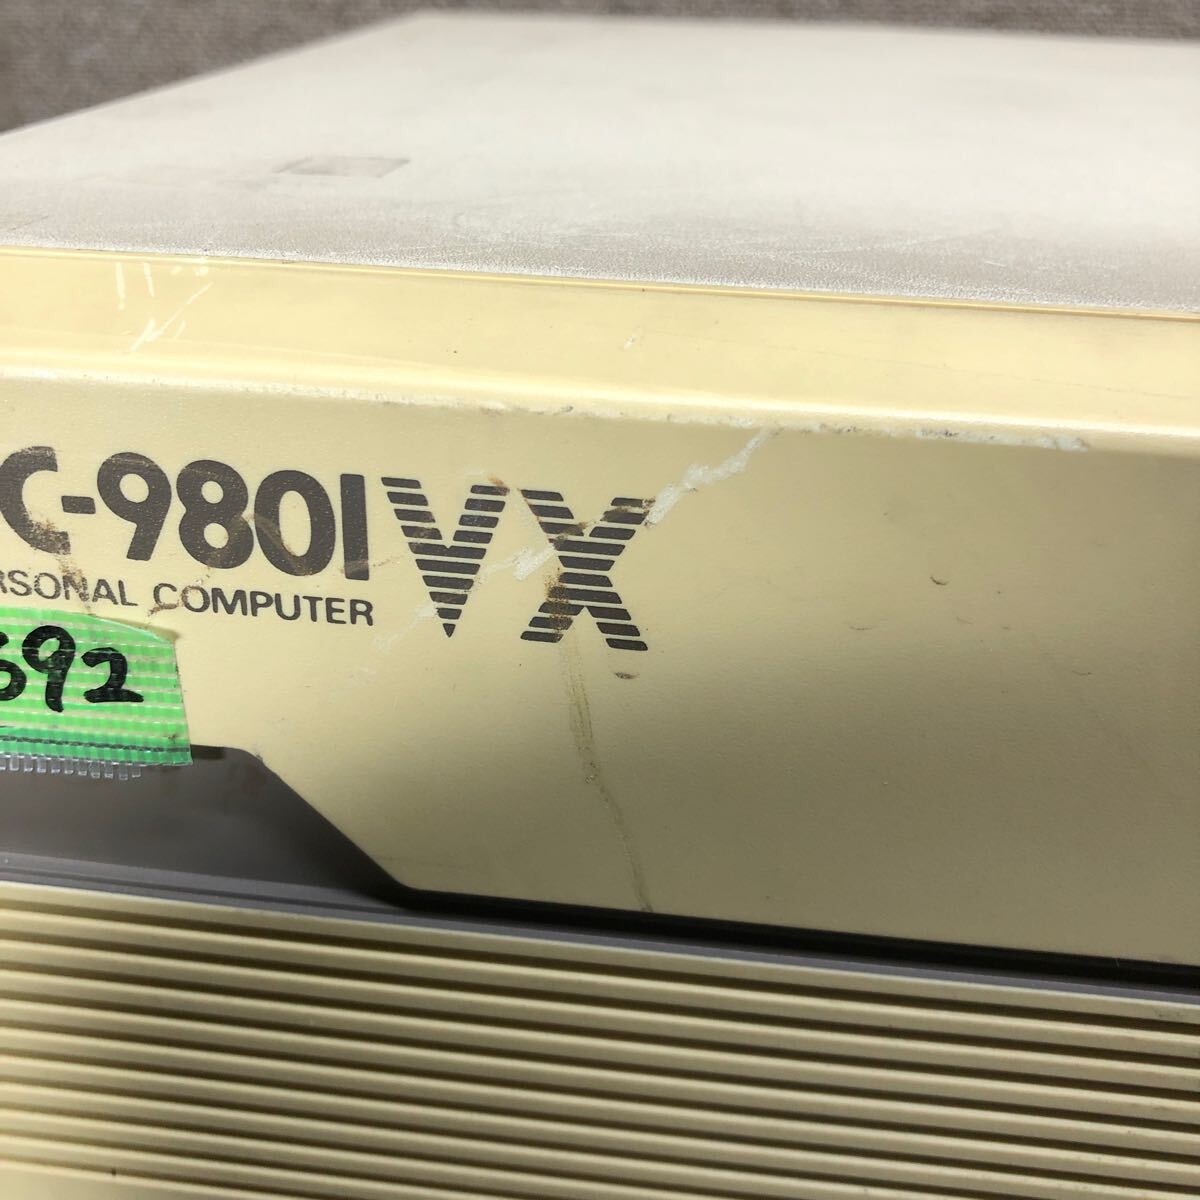 C-9801VX
RSONAL COMPUTER
692